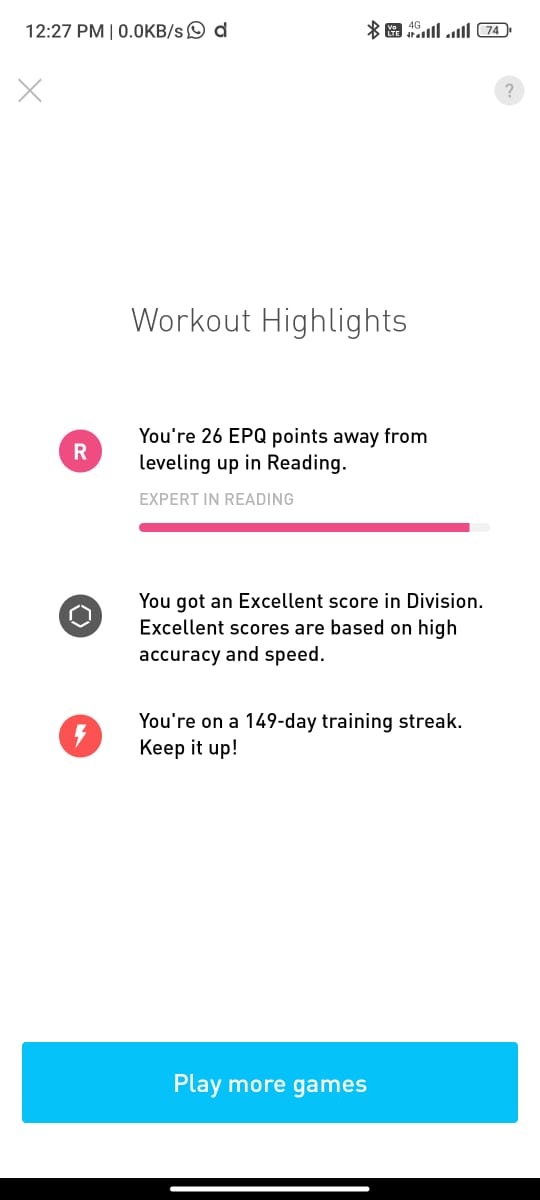 12:27 PM | 0.0KB/s d Vo LTE 4G 74
?
Workout Highlights
R
You're 26 EPQ points away from
leveling up in Reading.
EXPERT IN READING
You got an Excellent score in Division.
Excellent scores are based on high
accuracy and speed.
You're on a 149-day training streak.
Keep it up!
Play more games